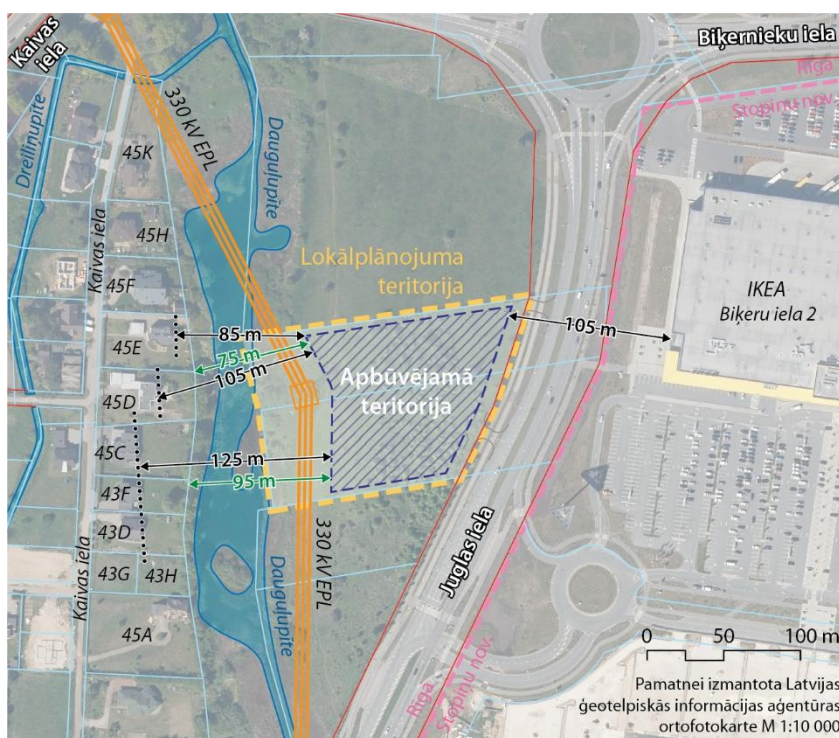 Kaivas
iela
Biķernieku iela
Rīga
Stopiņu nov.
330 kV EPL
Dauguļupīte
Dreiliņupīte
45K
Kaivas iela
45H
45F
Lokālplānojuma
teritorija
IKEA
Biķeru iela 2
85 m
105 m
45E
75 m
105 m
Apbūvējamā
teritorija
45D
45C
125 m
43F
95 m
43D
330 kV EPL
Juglas iela
Kaivas iela
43G
43H
Dauguļupīte
45A
0 50 100 m
Rīga
Stopiņu nov.
Pamatnei izmantota Latvijas
ģeotelpiskās informācijas aģentūras
ortofotokarte M 1:10 000